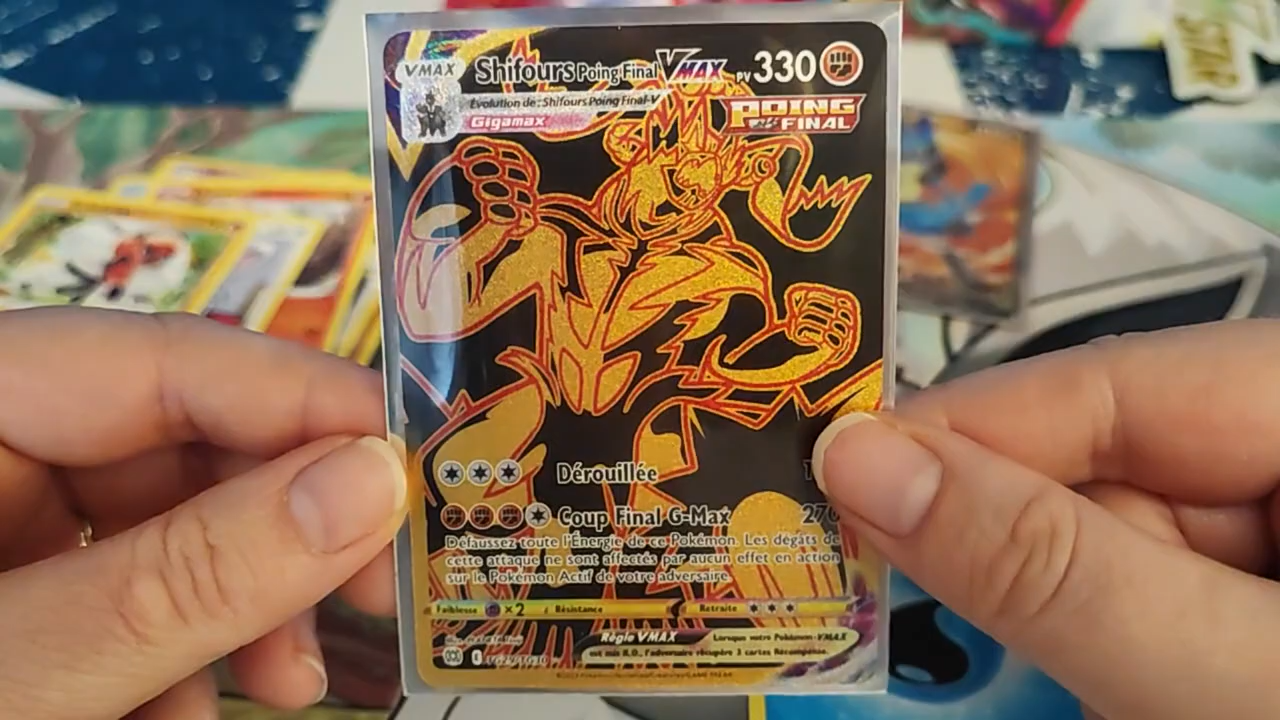 VMAX Shifours Poing Final VMAX PV 330
Évolution de : Shifours Poing Final-V
Gigamax
POING FINAL
Dérouillée
Coup Final G-Max 270
Défaussez toute l'Énergie de ce Pokémon. Les dégâts de
cette attaque ne sont affectés par aucun effet en action
sur le Pokémon Actif de votre adversaire.
Faiblesse ×2 Résistance Retraite
Règle VMAX Lorsque votre Pokémon-VMAX
est mis K.O., l'adversaire récupère 3 cartes Récompense.
TG29/TG30